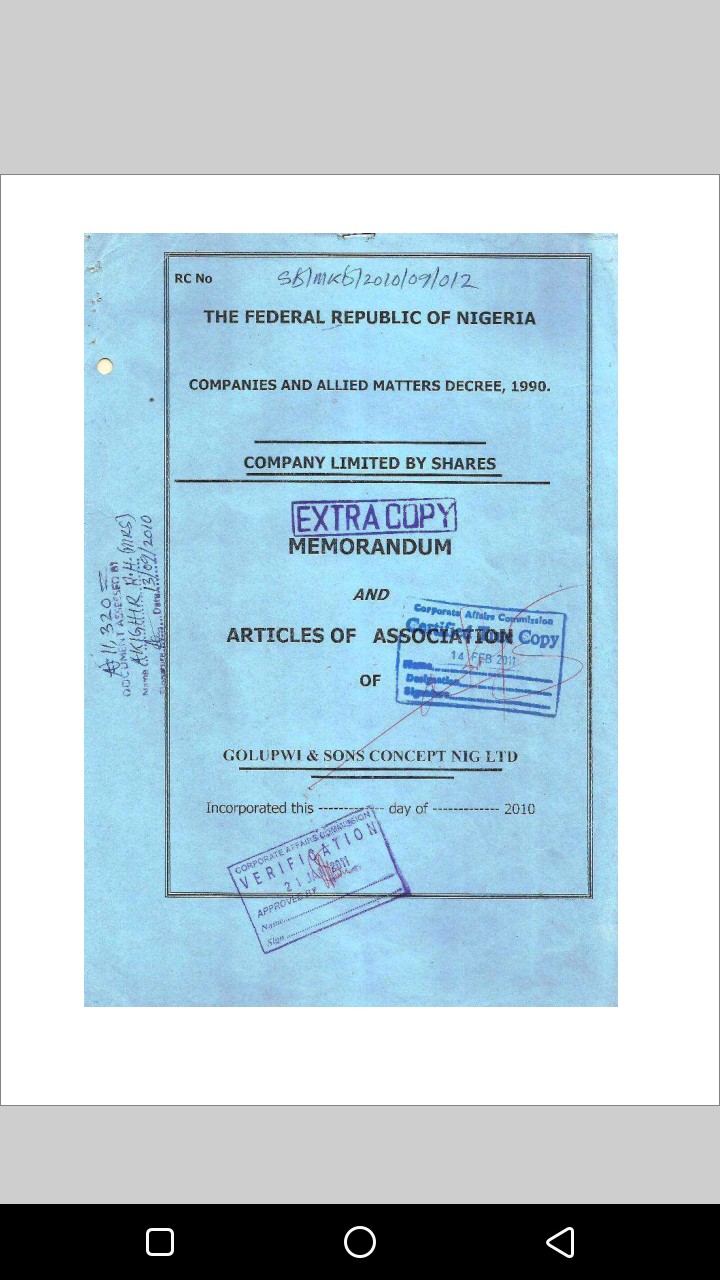 RC No SB/MKD/2010/09/012
THE FEDERAL REPUBLIC OF NIGERIA
COMPANIES AND ALLIED MATTERS DECREE, 1990.
COMPANY LIMITED BY SHARES
EXTRA COPY
MEMORANDUM
AND
ARTICLES OF ASSOCIATION
OF
Corporate Affairs Commission
Certified True Copy
14 FEB 2011
Name
Designation
Signature
GOLUPWI & SONS CONCEPT NIG LTD
Incorporated this ----------- day of ------------- 2010
CORPORATE AFFAIRS COMMISSION
VERIFICATION
21 JAN 2011
APPROVED BY
Name
Sign
11,320=
DOCUMENT ASSESSED BY
Name (MRS)
Date 13/09/2010